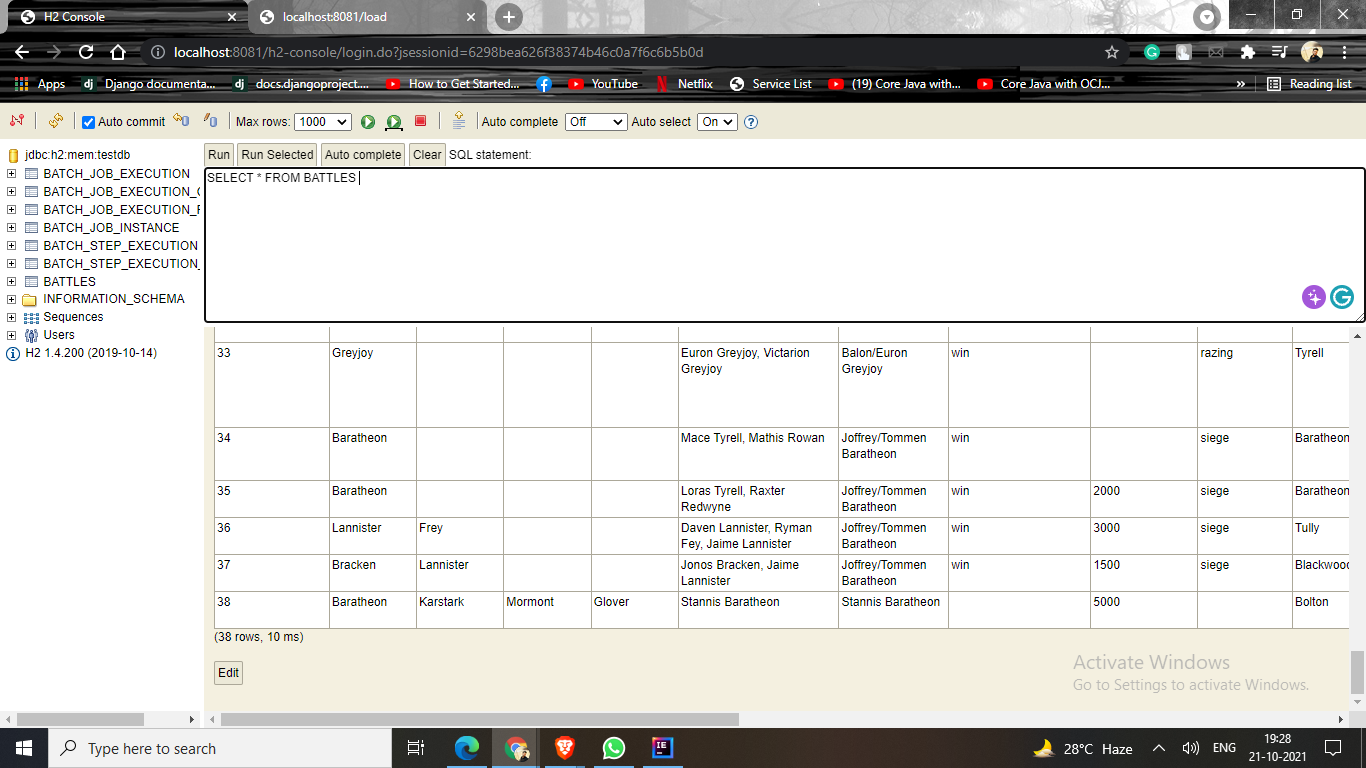 H2 Console
localhost:8081/load
localhost:8081/h2-console/login.do?jsessionid=6298bea626f38374b46c0a7f6c6b5b0d
Apps
dj Django documenta...
dj docs.djangoproject....
How to Get Started...
YouTube
Netflix
Service List
(19) Core Java with...
Core Java with OCJ...
»
Reading list
Auto commit
Max rows: 1000
Auto complete Off
Auto select On
Run
Run Selected
Auto complete
Clear
SQL statement:
jdbc:h2:mem:testdb
BATCH_JOB_EXECUTION
BATCH_JOB_EXECUTION_C
BATCH_JOB_EXECUTION_F
BATCH_JOB_INSTANCE
BATCH_STEP_EXECUTION
BATCH_STEP_EXECUTION_
BATTLES
INFORMATION_SCHEMA
Sequences
Users
H2 1.4.200 (2019-10-14)
SELECT * FROM BATTLES
33 Greyjoy Euron Greyjoy, Victarion Balon/Euron win razing Tyrell
Greyjoy Greyjoy
34 Baratheon Mace Tyrell, Mathis Rowan Joffrey/Tommen win siege Baratheon
Baratheon
35 Baratheon Loras Tyrell, Raxter Joffrey/Tommen win 2000 siege Baratheon
Redwyne Baratheon
36 Lannister Frey Daven Lannister, Ryman Joffrey/Tommen win 3000 siege Tully
Fey, Jaime Lannister Baratheon
37 Bracken Lannister Jonos Bracken, Jaime Joffrey/Tommen win 1500 siege Blackwood
Lannister Baratheon
38 Baratheon Karstark Mormont Glover Stannis Baratheon Stannis Baratheon 5000 Bolton
(38 rows, 10 ms)
Edit
Activate Windows
Go to Settings to activate Windows.
Type here to search
28°C Haze
ENG
19:28
21-10-2021